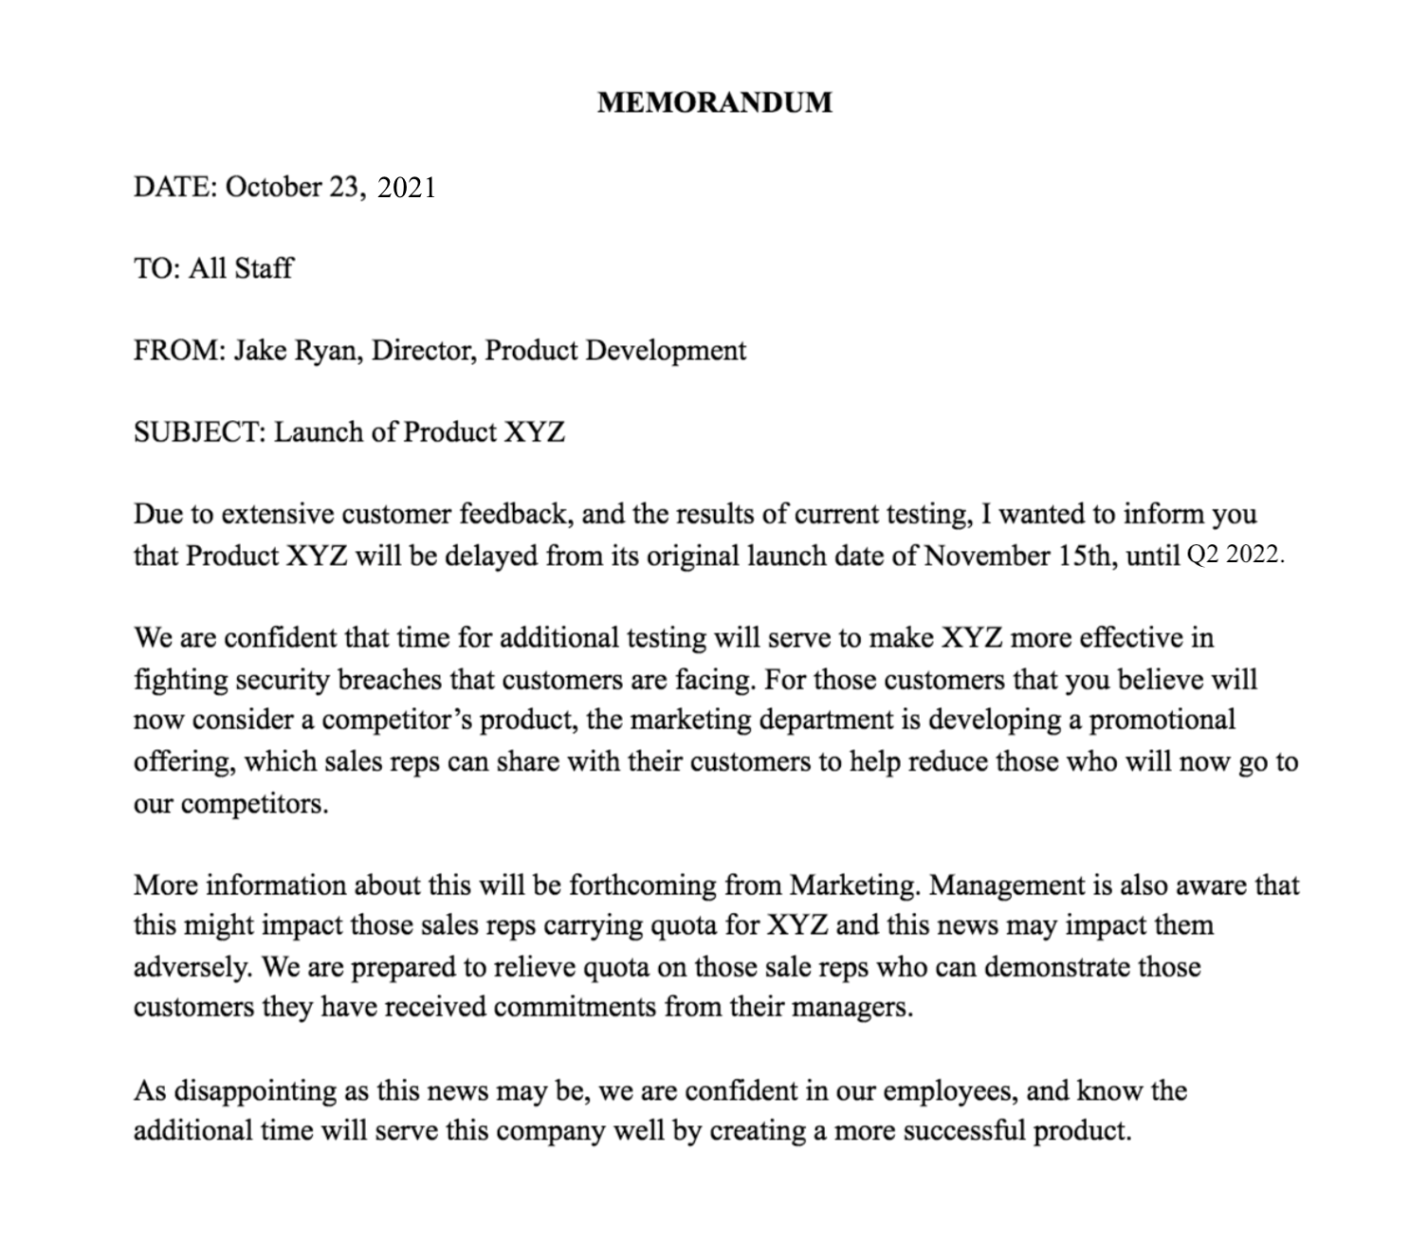 MEMORANDUM
DATE: October 23, 2021
TO: All Staff
FROM: Jake Ryan, Director, Product Development
SUBJECT: Launch of Product XYZ
Due to extensive customer feedback, and the results of current testing, I wanted to inform you
that Product XYZ will be delayed from its original launch date of November 15th, until Q2 2022.
We are confident that time for additional testing will serve to make XYZ more effective in
fighting security breaches that customers are facing. For those customers that you believe will
now consider a competitor’s product, the marketing department is developing a promotional
offering, which sales reps can share with their customers to help reduce those who will now go to
our competitors.
More information about this will be forthcoming from Marketing. Management is also aware that
this might impact those sales reps carrying quota for XYZ and this news may impact them
adversely. We are prepared to relieve quota on those sale reps who can demonstrate those
customers they have received commitments from their managers.
As disappointing as this news may be, we are confident in our employees, and know the
additional time will serve this company well by creating a more successful product.